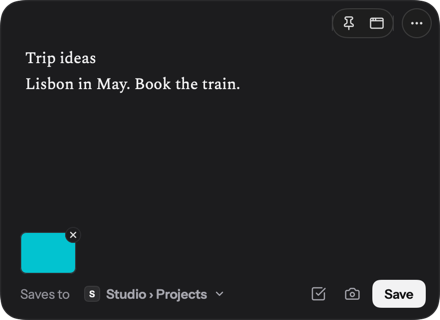 Trip ideas
Lisbon in May. Book the train.
Saves to S Studio › Projects
Save